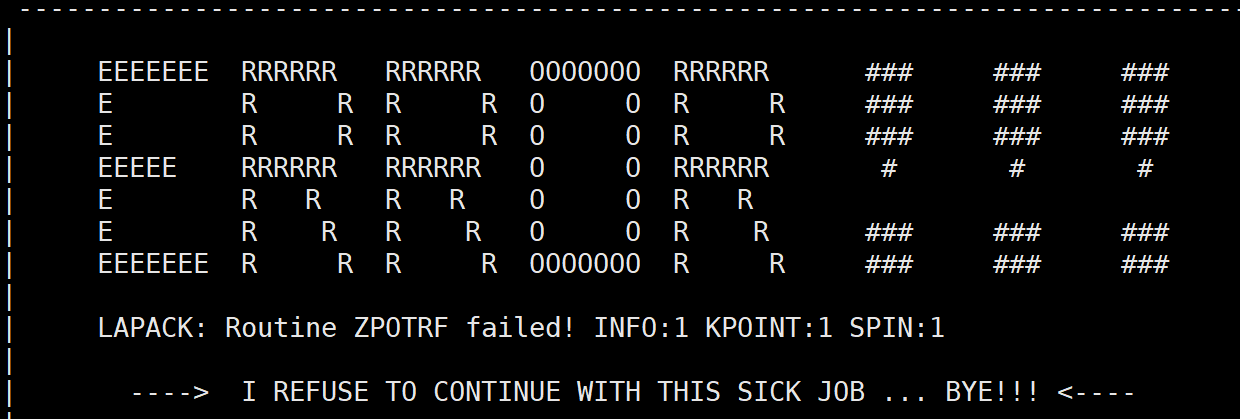 -----------------------------------------------------------------------------
|
|     EEEEEEE  RRRRRR   RRRRRR   OOOOOOO  RRRRRR      ###     ###     ###
|     E        R     R  R     R  O     O  R     R     ###     ###     ###
|     E        R     R  R     R  O     O  R     R     ###     ###     ###
|     EEEEE    RRRRRR   RRRRRR   O     O  RRRRRR       #       #       #
|     E        R   R    R   R    O     O  R   R
|     E        R    R   R    R   O     O  R    R      ###     ###     ###
|     EEEEEEE  R     R  R     R  OOOOOOO  R     R     ###     ###     ###
|
|     LAPACK: Routine ZPOTRF failed! INFO:1 KPOINT:1 SPIN:1
|
|       ---->  I REFUSE TO CONTINUE WITH THIS SICK JOB ... BYE!!! <----